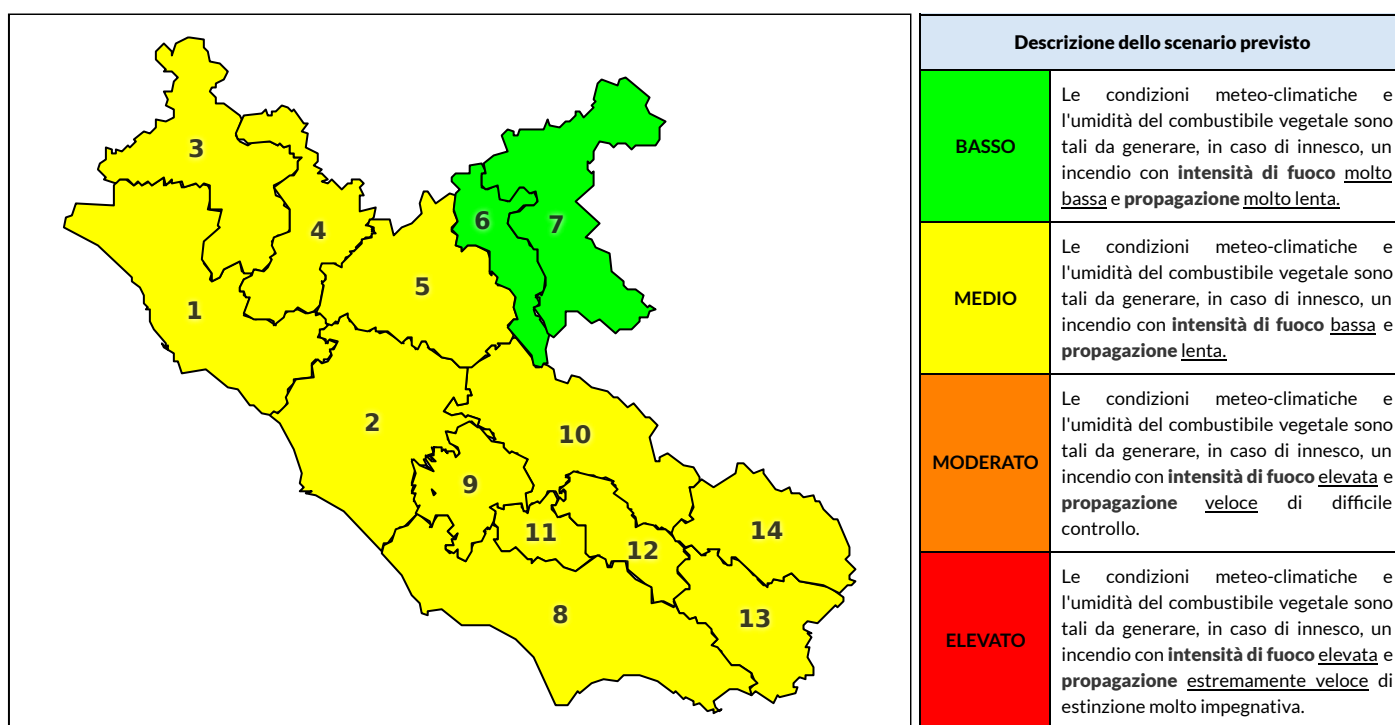 3
4
6
7
5
1
2
10
9
11
12
14
8
13
Descrizione dello scenario previsto
BASSO
Le condizioni meteo-climatiche e
l'umidità del combustibile vegetale sono
tali da generare, in caso di innesco, un
incendio con intensità di fuoco molto
bassa e propagazione molto lenta.
MEDIO
Le condizioni meteo-climatiche e
l'umidità del combustibile vegetale sono
tali da generare, in caso di innesco, un
incendio con intensità di fuoco bassa e
propagazione lenta.
MODERATO
Le condizioni meteo-climatiche e
l'umidità del combustibile vegetale sono
tali da generare, in caso di innesco, un
incendio con intensità di fuoco elevata e
propagazione veloce di difficile
controllo.
ELEVATO
Le condizioni meteo-climatiche e
l'umidità del combustibile vegetale sono
tali da generare, in caso di innesco, un
incendio con intensità di fuoco elevata e
propagazione estremamente veloce di
estinzione molto impegnativa.